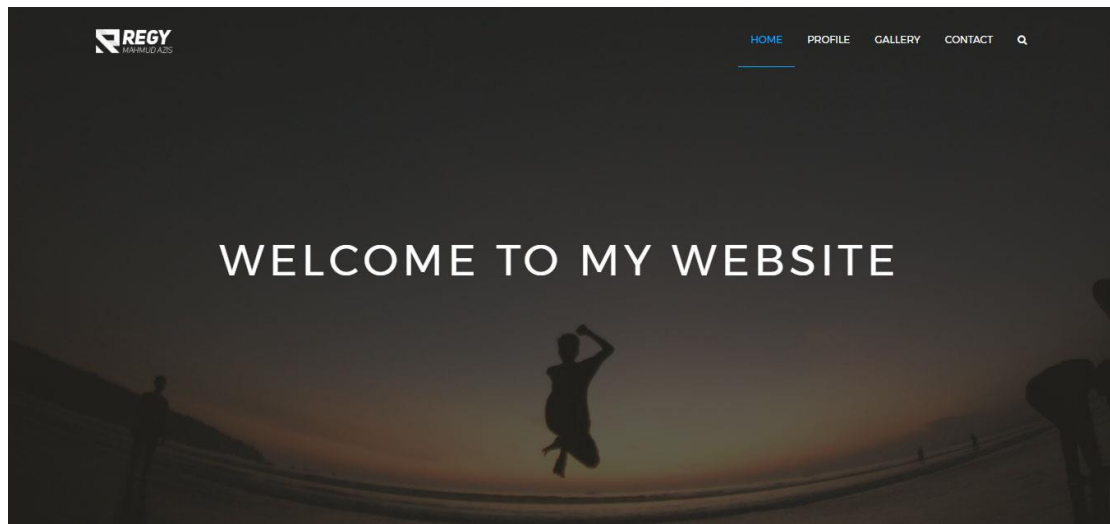 REGY
MAHMUD AZIS
HOME PROFILE GALLERY CONTACT
WELCOME TO MY WEBSITE